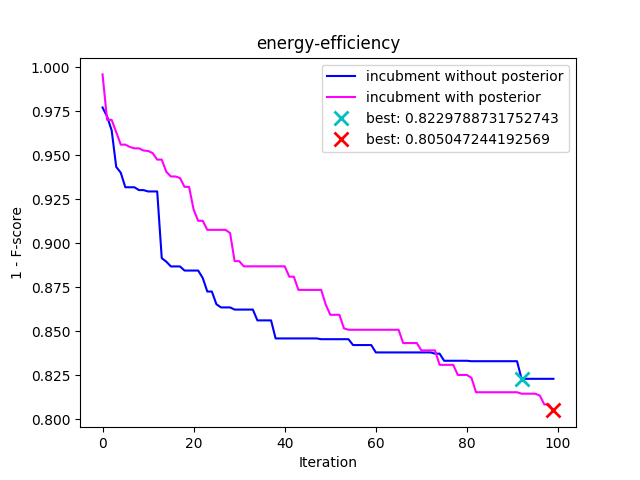 energy-efficiency
incubment without posterior
incubment with posterior
best: 0.8229788731752743
best: 0.805047244192569
1 - F-score
1.000
0.975
0.950
0.925
0.900
0.875
0.850
0.825
0.800
0 20 40 60 80 100
Iteration